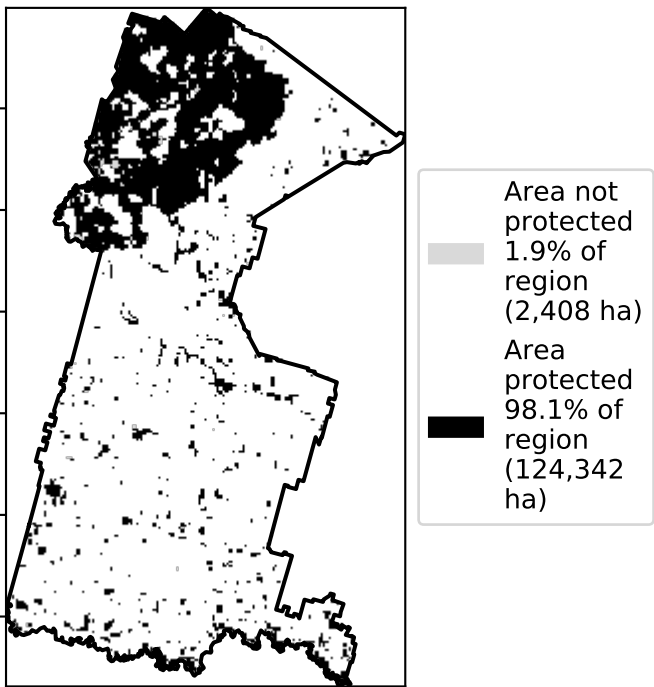 Area not
protected
1.9% of
region
(2,408 ha)
Area
protected
98.1% of
region
(124,342
ha)